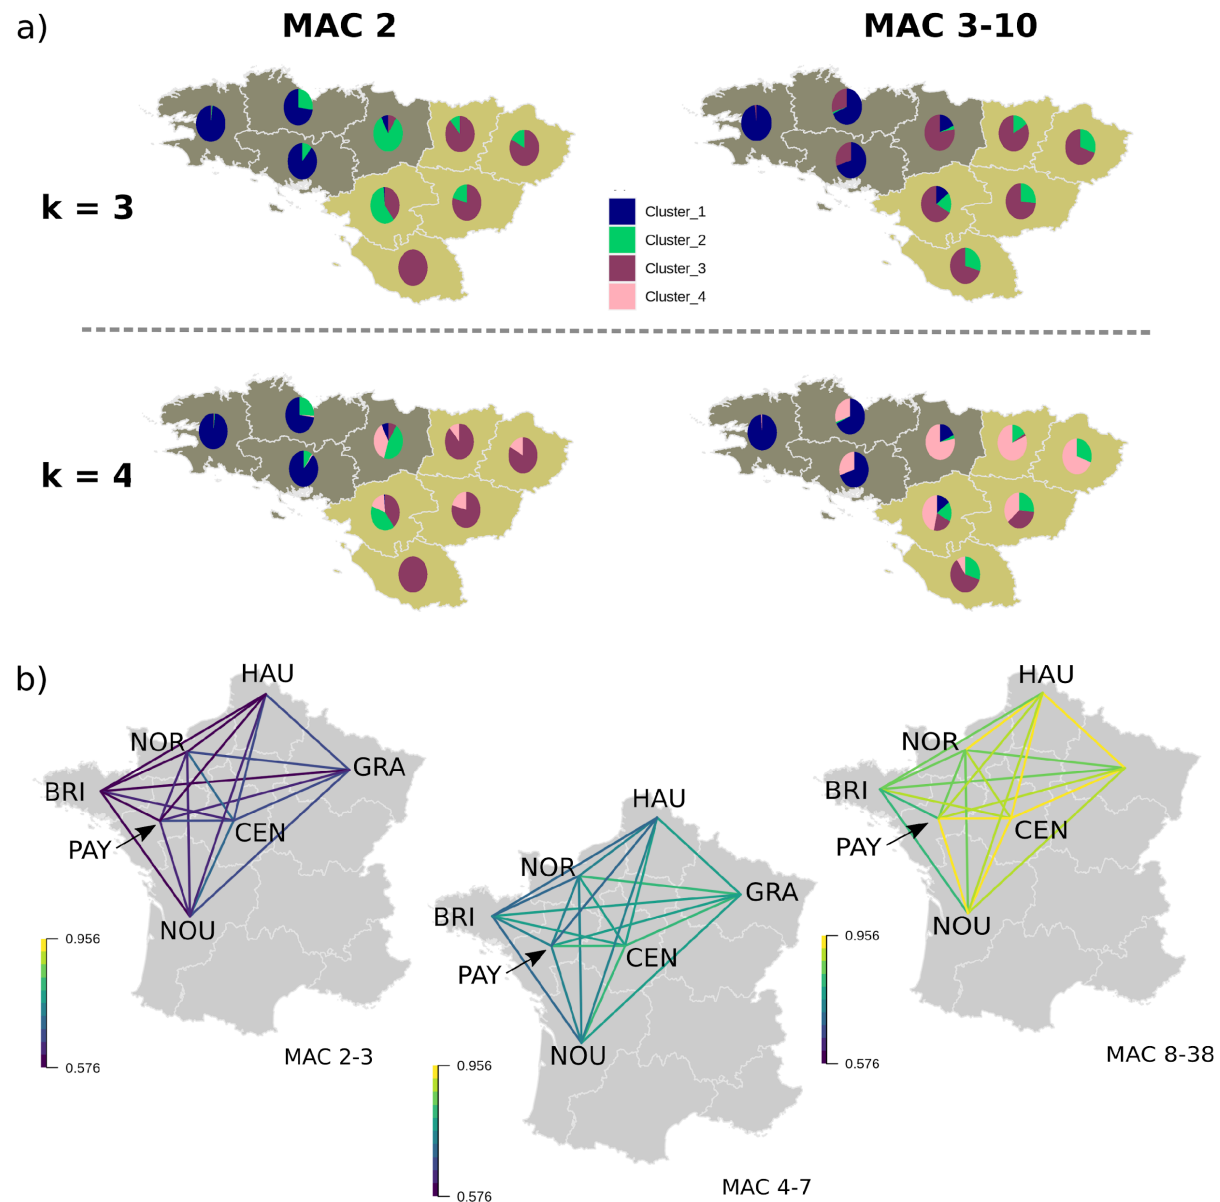 a)
MAC 2
MAC 3-10
k = 3
Cluster_1
Cluster_2
Cluster_3
Cluster_4
k = 4
b)
HAU
NOR
BRI
GRA
CEN
PAY
NOU
0.956
0.576
MAC 2-3
HAU
NOR
BRI
GRA
CEN
PAY
NOU
0.956
0.576
MAC 4-7
HAU
NOR
BRI
CEN
PAY
NOU
0.956
0.576
MAC 8-38